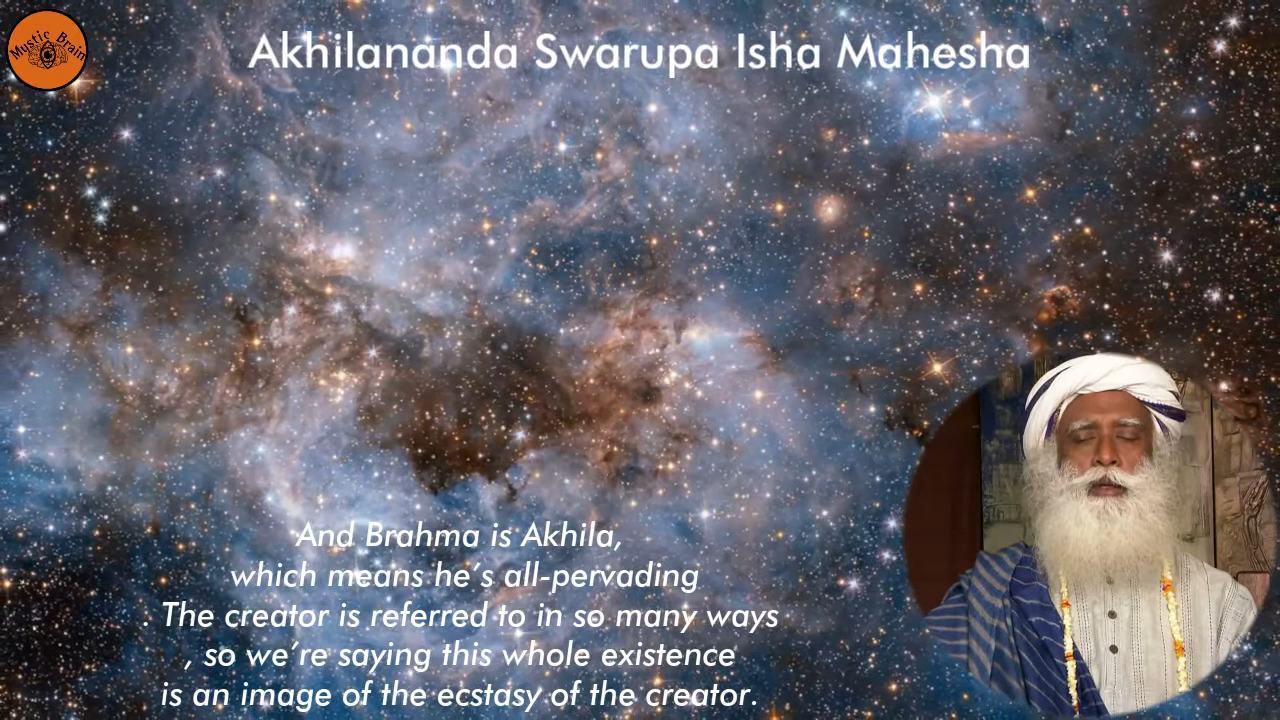 Mustic Brain
Akhilananda Swarupa Isha Mahesha
And Brahma is Akhila,
which means he’s all-pervading
. The creator is referred to in so many ways
, so we’re saying this whole existence
is an image of the ecstasy of the creator.